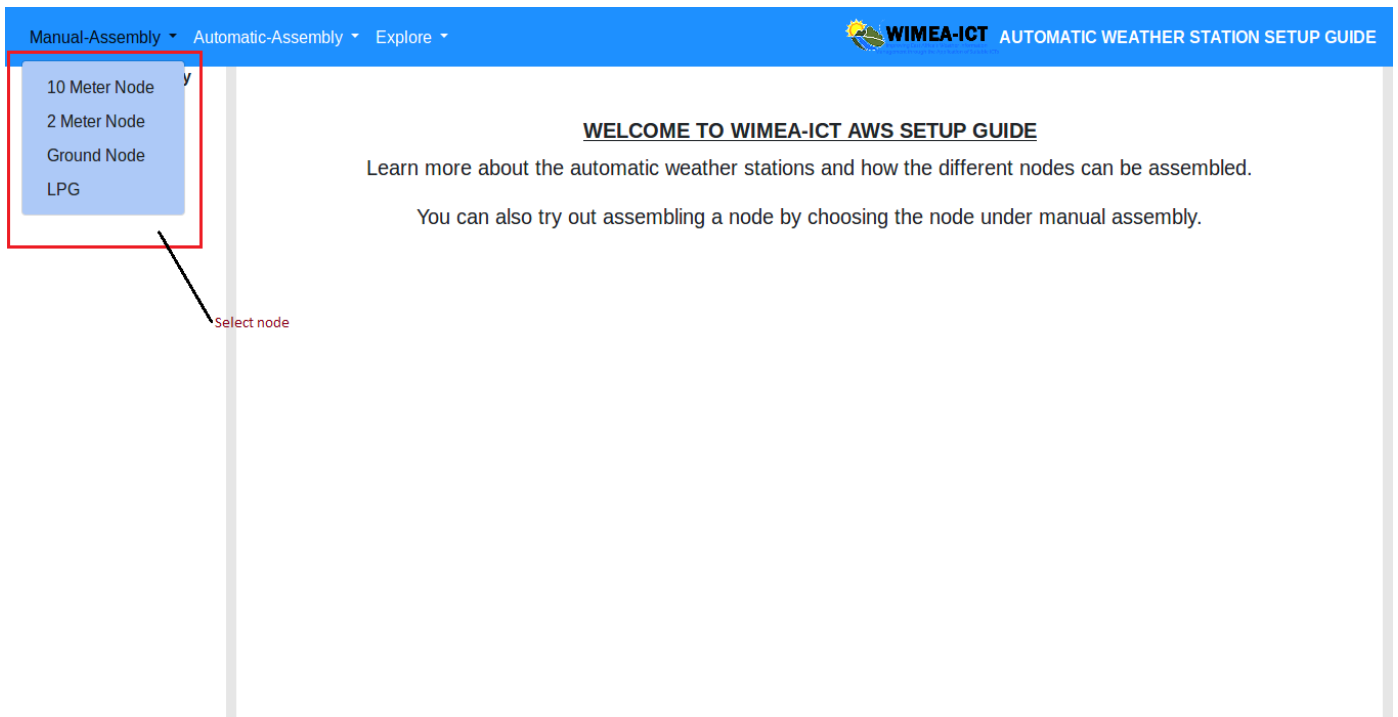 Manual-Assembly Automatic-Assembly Explore WIMEA-ICT AUTOMATIC WEATHER STATION SETUP GUIDE
y
10 Meter Node
2 Meter Node
Ground Node
LPG
WELCOME TO WIMEA-ICT AWS SETUP GUIDE
Learn more about the automatic weather stations and how the different nodes can be assembled.
You can also try out assembling a node by choosing the node under manual assembly.
Select node